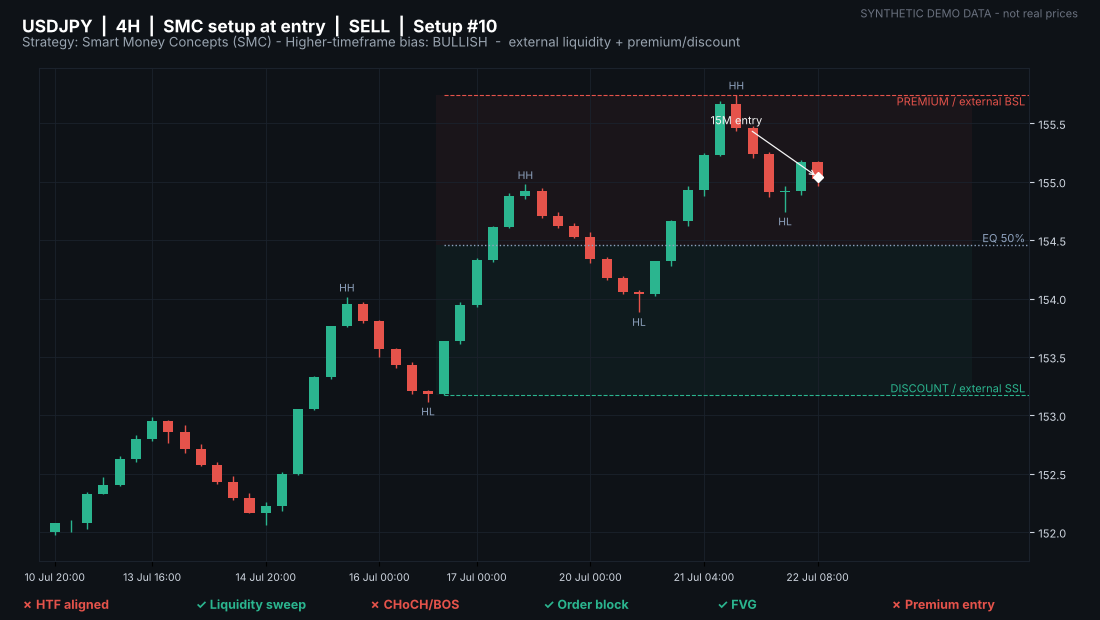 SYNTHETIC DEMO DATA - not real prices
USDJPY | 4H | SMC setup at entry | SELL | Setup #10
Strategy: Smart Money Concepts (SMC) - Higher-timeframe bias: BULLISH - external liquidity + premium/discount
HH
PREMIUM / external BSL
15M entry
155.5
HH
155.0
HL
EQ 50%
154.5
HH
154.0
HL
153.5
DISCOUNT / external SSL
HL
153.0
152.5
152.0
10 Jul 20:00 13 Jul 16:00 14 Jul 20:00 16 Jul 00:00 17 Jul 00:00 20 Jul 00:00 21 Jul 04:00 22 Jul 08:00
× HTF aligned ✓ Liquidity sweep × CHoCH/BOS ✓ Order block ✓ FVG × Premium entry